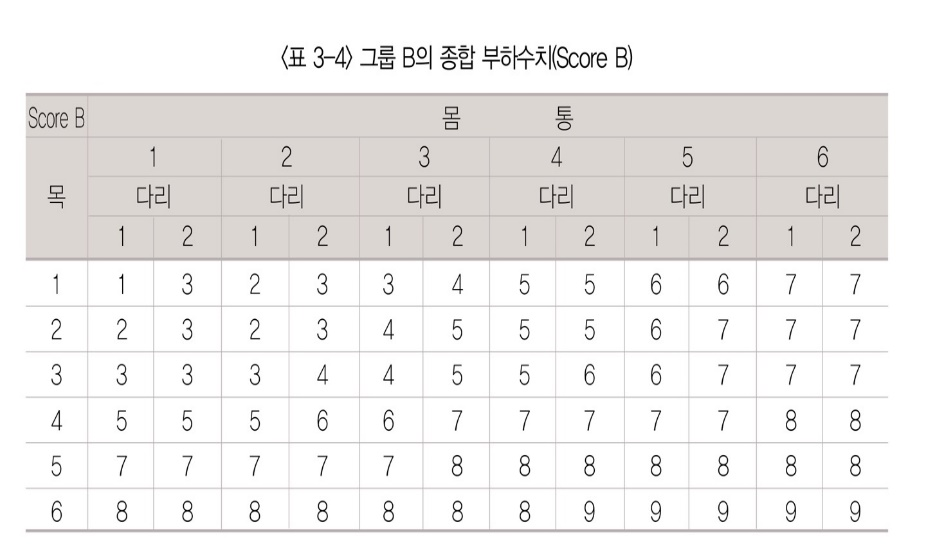 <표 3-4> 그룹 B의 종합 부하수치(Score B)
Score B 몸 통
목 1 2 3 4 5 6
다리 다리 다리 다리 다리 다리
1 2 1 2 1 2 1 2 1 2 1 2
1 1 3 2 3 3 4 5 5 6 6 7 7
2 2 3 2 3 4 5 5 5 6 7 7 7
3 3 3 3 4 4 5 5 6 6 7 7 7
4 5 5 5 6 6 7 7 7 7 7 8 8
5 7 7 7 7 7 8 8 8 8 8 8 8
6 8 8 8 8 8 8 8 9 9 9 9 9